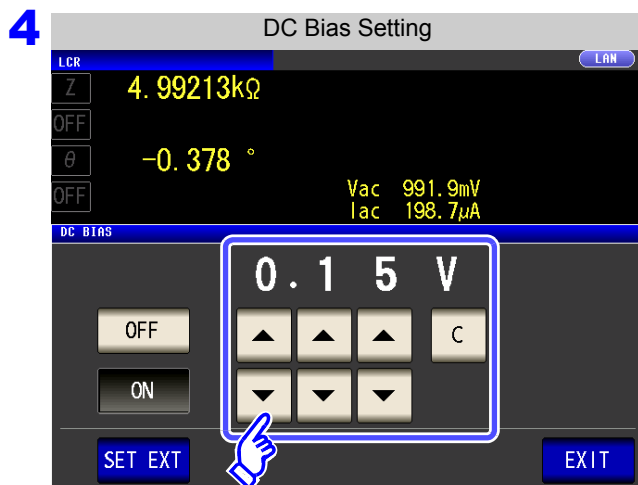 4
DC Bias Setting
LCR LAN
Z 4.99213kΩ
OFF
θ -0.378 °
OFF
Vac 991.9mV
Iac 198.7μA
DC BIAS
0.15 V
OFF ▲ ▲ ▲ C
ON ▼ ▼ ▼
SET EXT EXIT